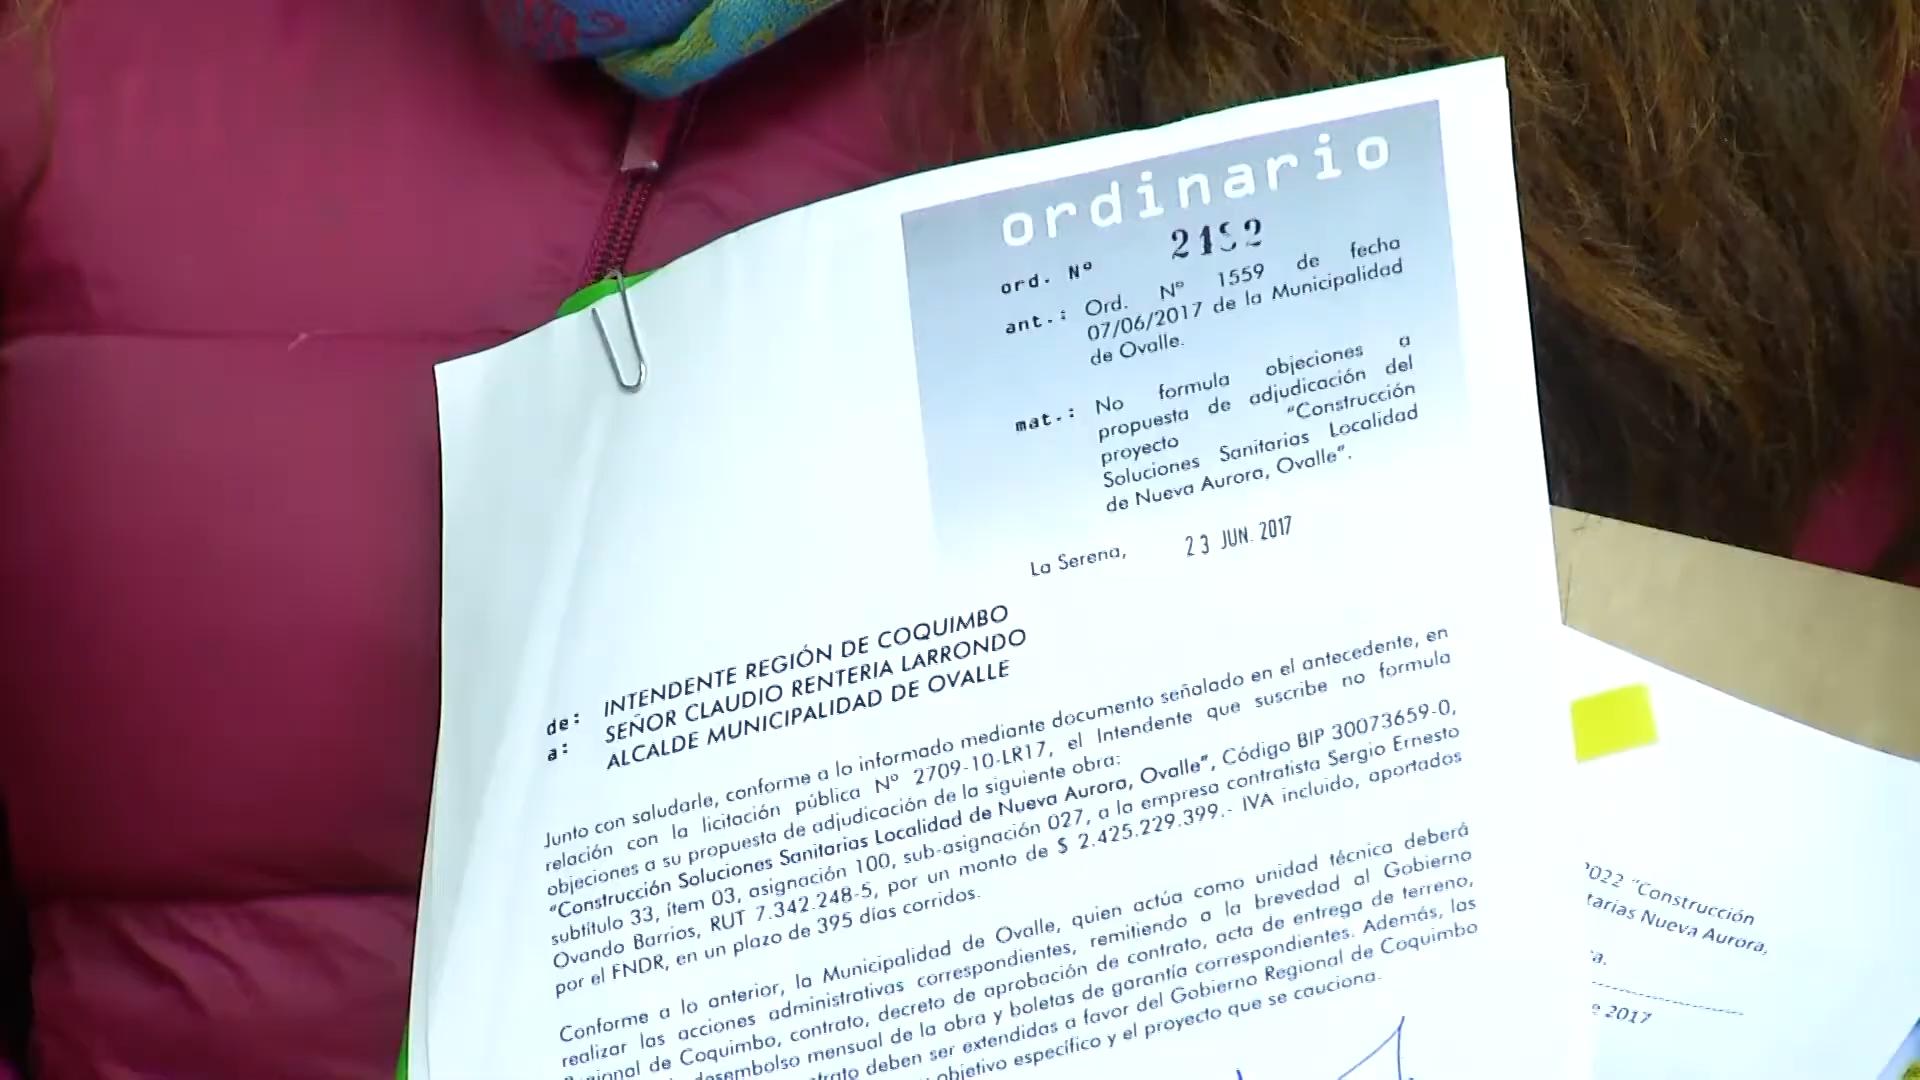 ordinario
ord. Nº 2192
ant.: Ord. Nº 1559 de fecha
07/06/2017 de la Municipalidad
de Ovalle.
mat.: No formula objeciones a
propuesta de adjudicación del
proyecto "Construcción
Soluciones Sanitarias Localidad
de Nueva Aurora, Ovalle".
La Serena, 23 JUN. 2017
de: INTENDENTE REGIÓN DE COQUIMBO
a: SEÑOR CLAUDIO RENTERIA LARRONDO
ALCALDE MUNICIPALIDAD DE OVALLE
Junto con saludarle, conforme a lo informado mediante documento señalado en el antecedente, en
relación con la licitación pública Nº 2709-10-LR17, el Intendente que suscribe no formula
objeciones a su propuesta de adjudicación de la siguiente obra:
"Construcción Soluciones Sanitarias Localidad de Nueva Aurora, Ovalle", Código BIP 30073659-0,
subtítulo 33, ítem 03, asignación 100, sub-asignación 027, a la empresa contratista Sergio Ernesto
Ovando Barrios, RUT 7.342.248-5, por un monto de $ 2.425.229.399.- IVA incluido, aportados
por el FNDR, en un plazo de 395 días corridos.
Conforme a lo anterior, la Municipalidad de Ovalle, quien actúa como unidad técnica deberá
realizar las acciones administrativas correspondientes, remitiendo a la brevedad al Gobierno
Regional de Coquimbo, contrato, decreto de aprobación de contrato, acta de entrega de terreno,
desembolso mensual de la obra y boletas de garantía correspondientes. Además, las
deben ser extendidas a favor del Gobierno Regional de Coquimbo
objetivo específico y el proyecto que se cauciona.
2022 "Construcción
tarias Nueva Aurora,
a.
e 2017